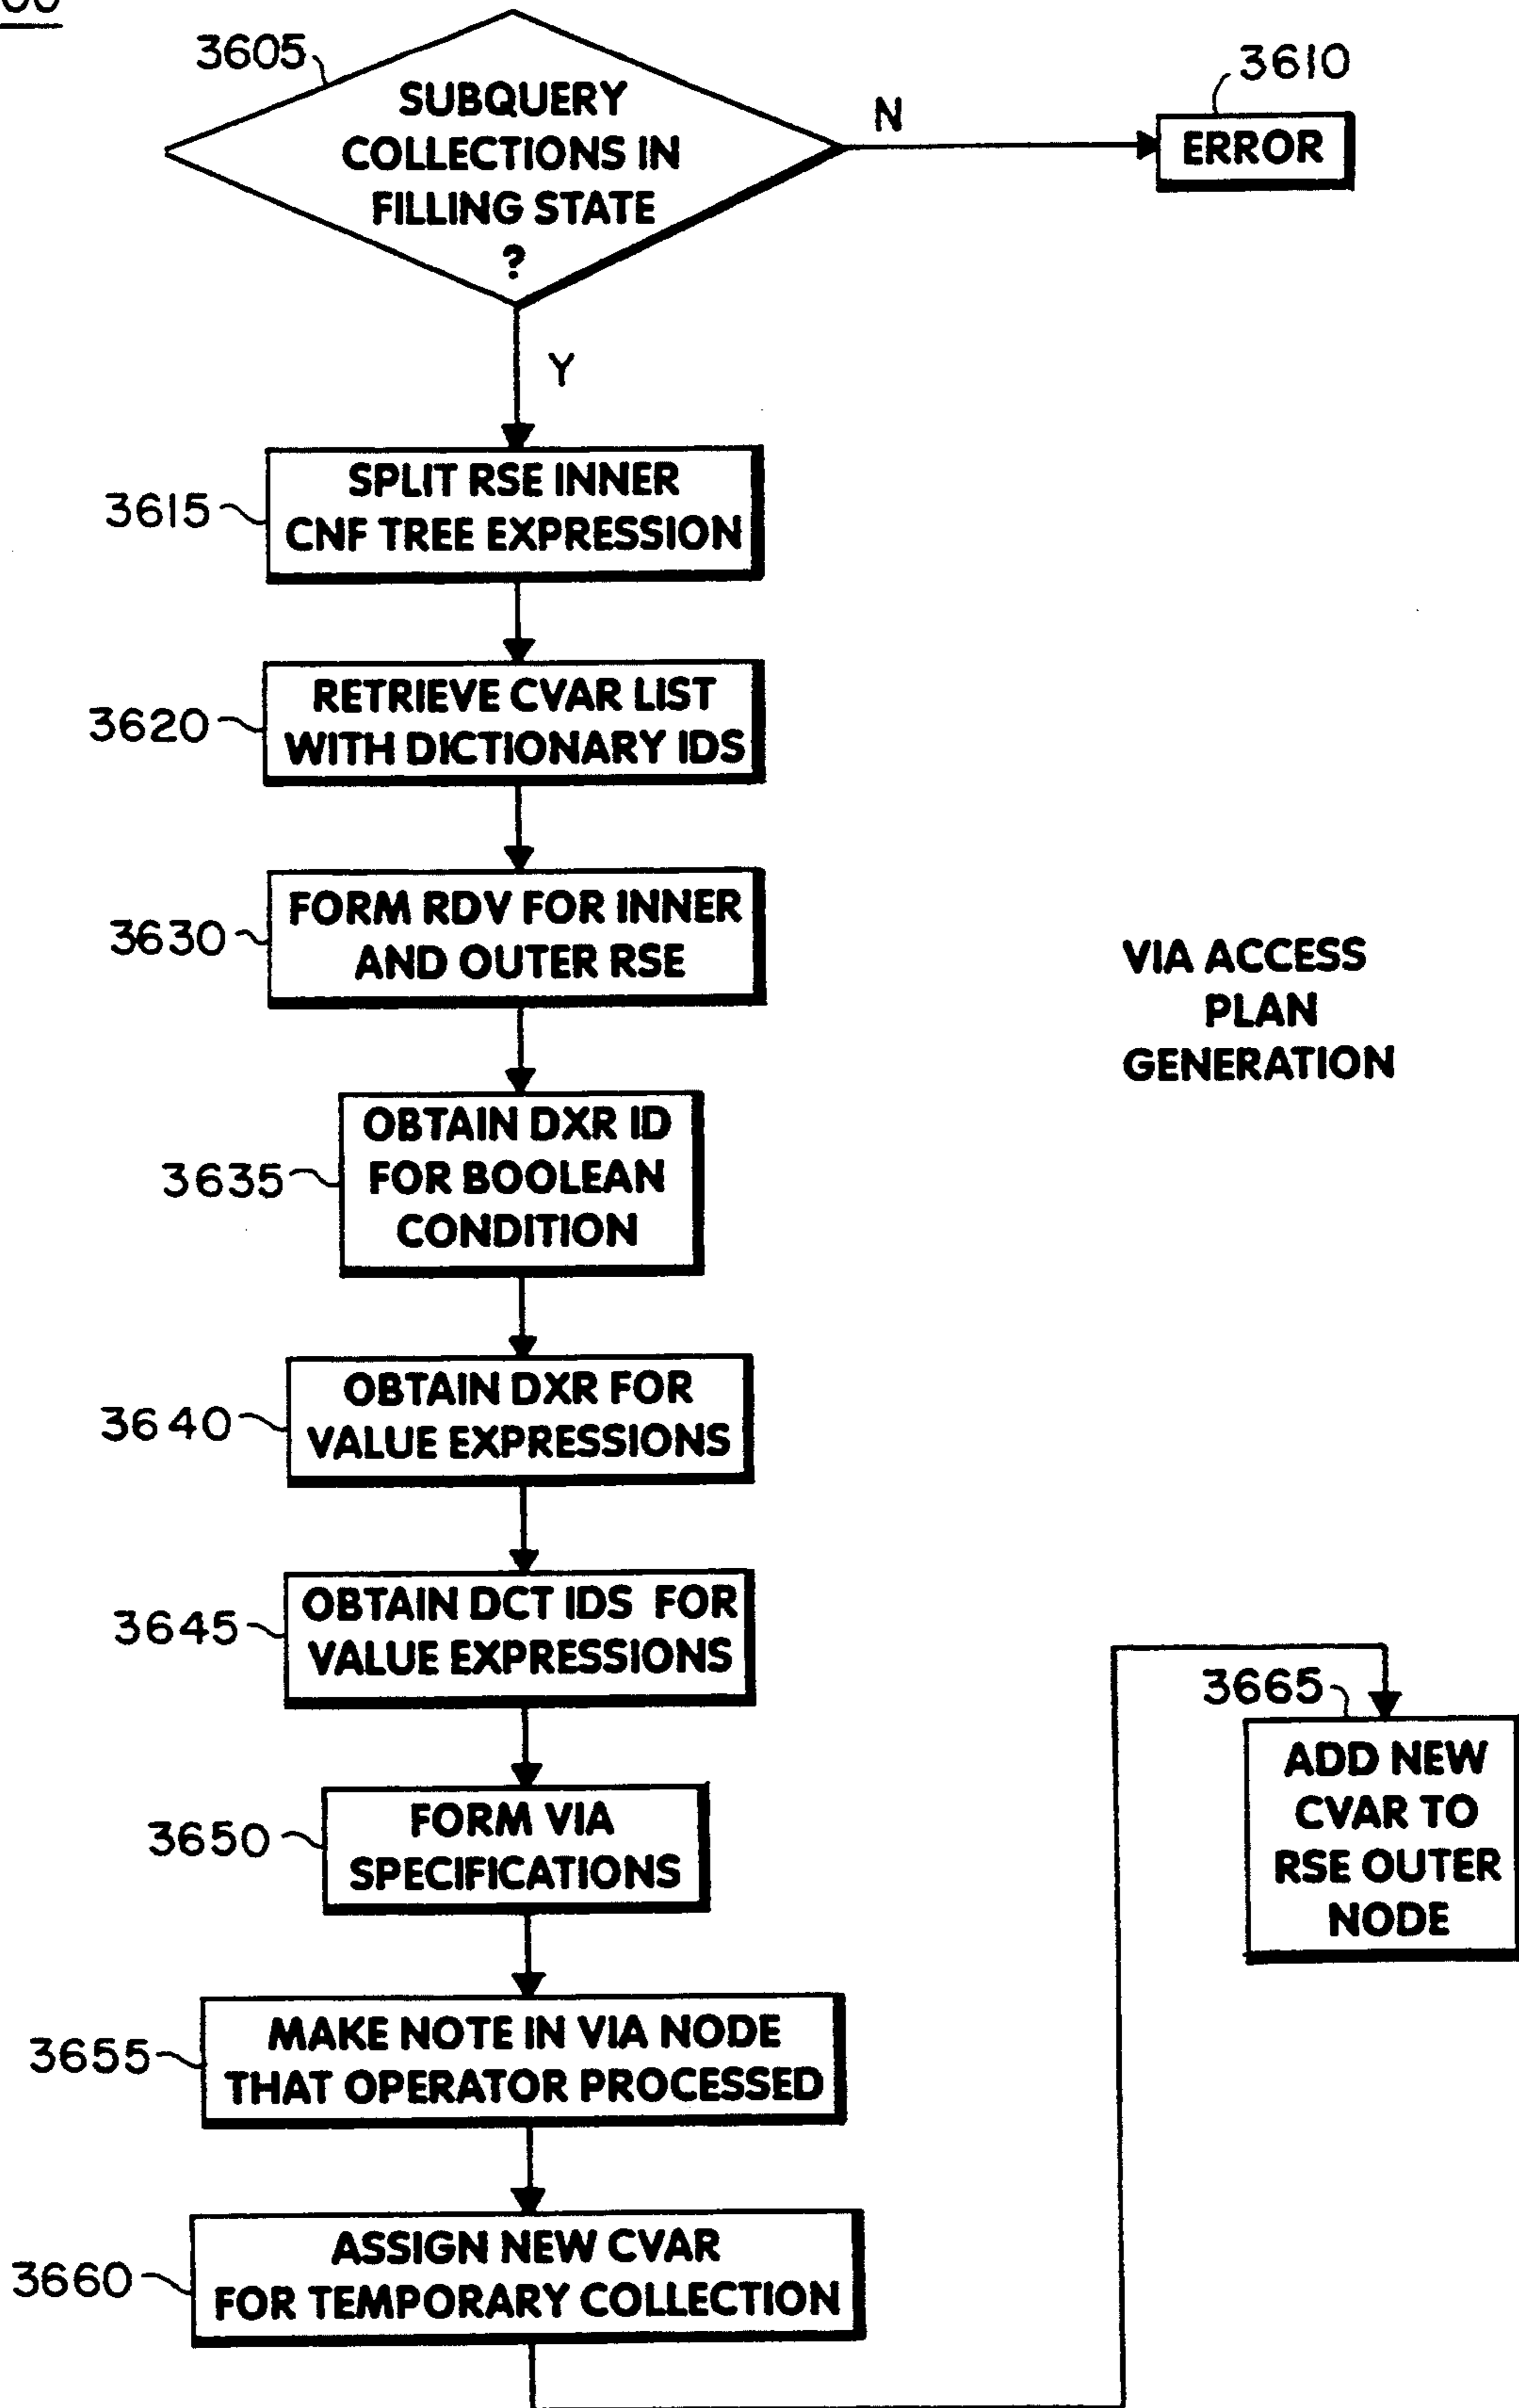 3605
SUBQUERY
COLLECTIONS IN
FILLING STATE
?
N
3610
ERROR
Y
3615
SPLIT RSE INNER
CNF TREE EXPRESSION
3620
RETRIEVE CVAR LIST
WITH DICTIONARY IDS
3630
FORM RDV FOR INNER
AND OUTER RSE
VIA ACCESS
PLAN
GENERATION
3635
OBTAIN DXR ID
FOR BOOLEAN
CONDITION
3640
OBTAIN DXR FOR
VALUE EXPRESSIONS
3645
OBTAIN DCT IDS FOR
VALUE EXPRESSIONS
3650
FORM VIA
SPECIFICATIONS
3655
MAKE NOTE IN VIA NODE
THAT OPERATOR PROCESSED
3660
ASSIGN NEW CVAR
FOR TEMPORARY COLLECTION
3665
ADD NEW
CVAR TO
RSE OUTER
NODE